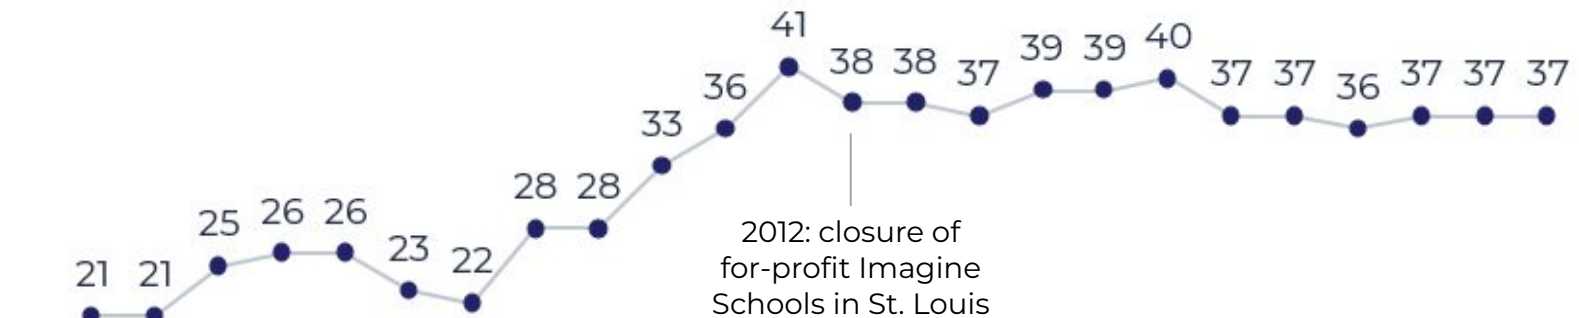 21 21 25 26 26 23 22 28 28 33 36 41 38 38 37 39 39 40 37 37 36 37 37 37
2012: closure of
for-profit Imagine
Schools in St. Louis